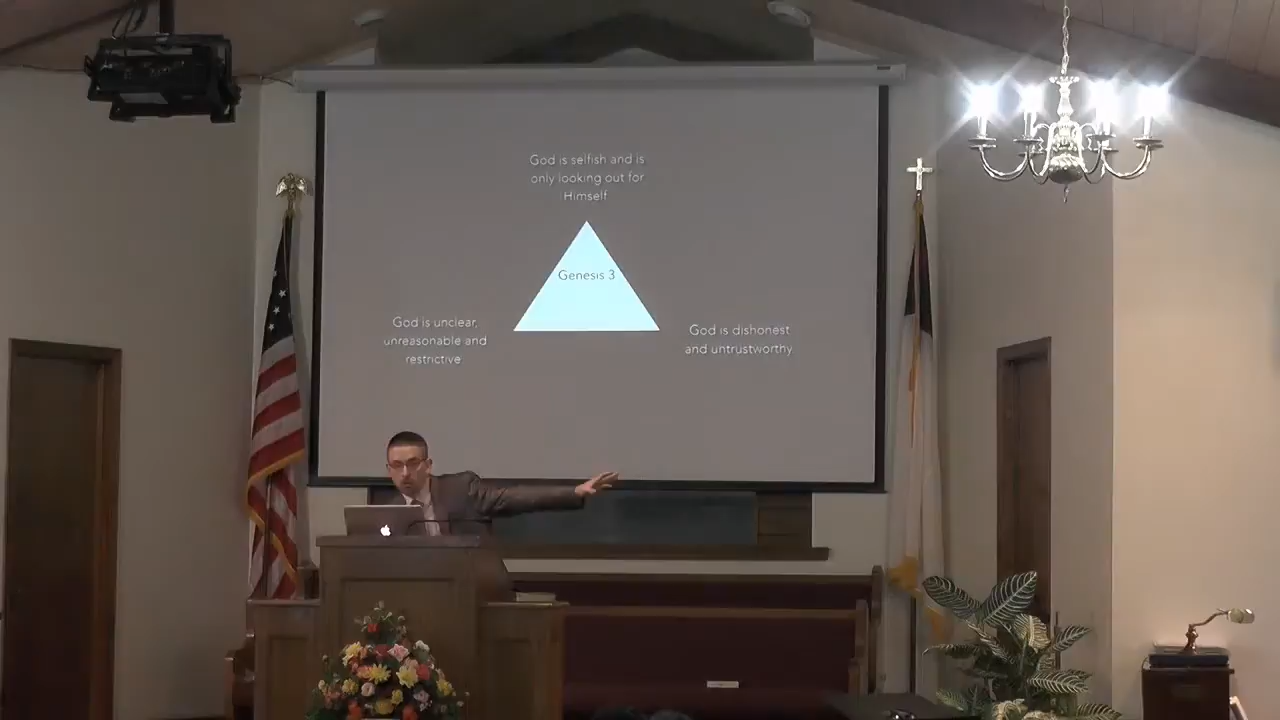 God is selfish and is
only looking out for
Himself
Genesis 3
God is unclear,
unreasonable and
restrictive
God is dishonest
and untrustworthy.